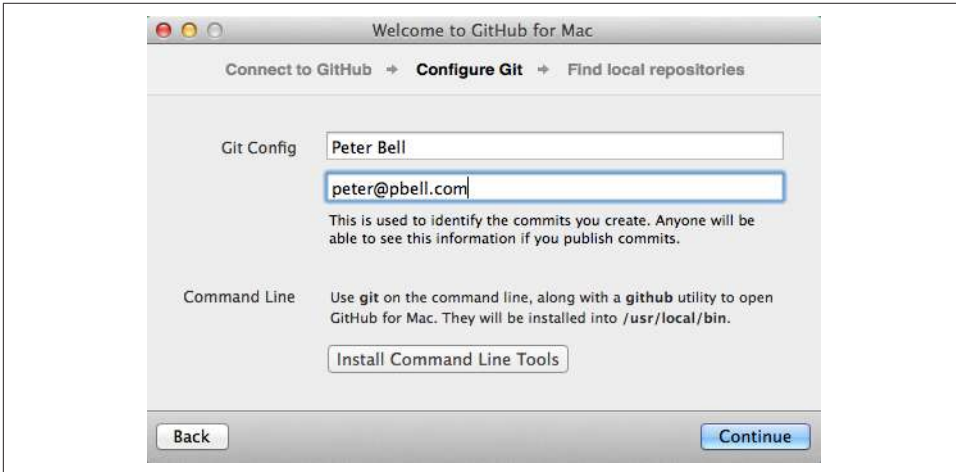 Welcome to GitHub for Mac
Connect to GitHub → Configure Git → Find local repositories
Git Config
Peter Bell
peter@pbell.com
This is used to identify the commits you create. Anyone will be
able to see this information if you publish commits.
Command Line
Use git on the command line, along with a github utility to open
GitHub for Mac. They will be installed into /usr/local/bin.
Install Command Line Tools
Back
Continue